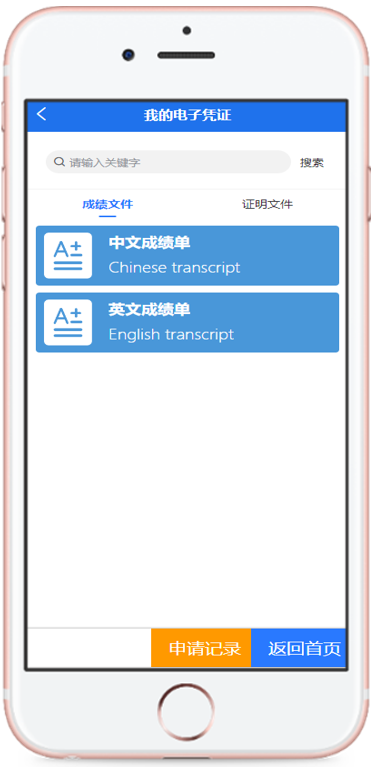 我的电子凭证
请输入关键字 搜索
成绩文件 证明文件
A+
中文成绩单
Chinese transcript
A+
英文成绩单
English transcript
申请记录 返回首页